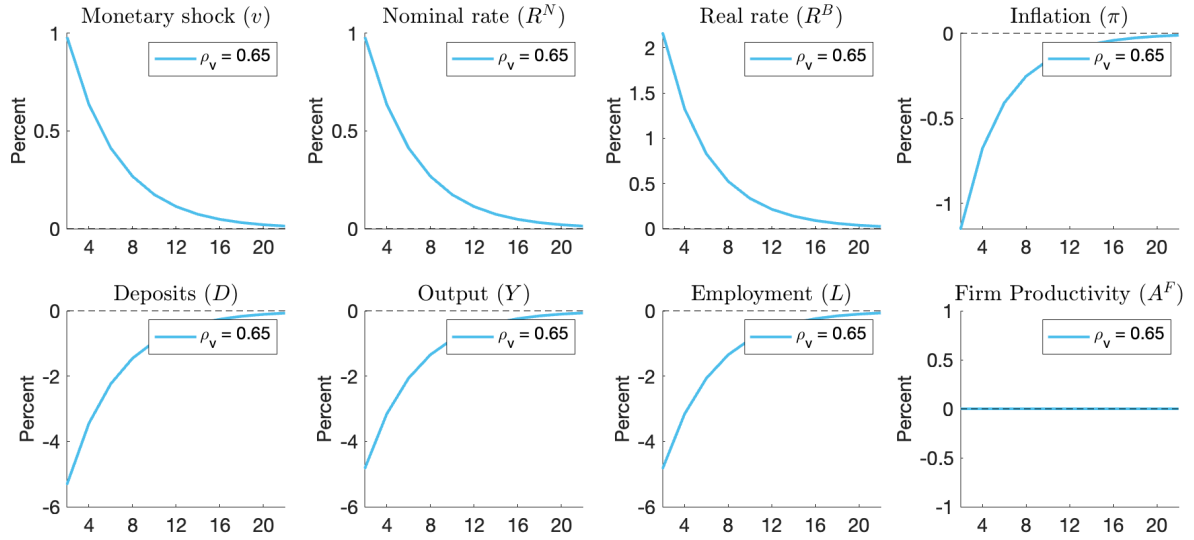 Monetary shock (v)
1
0.5
0
Percent
4 8 12 16 20
ρv = 0.65
Nominal rate (R^N)
1
0.5
0
Percent
4 8 12 16 20
ρv = 0.65
Real rate (R^B)
2
1.5
1
0.5
0
Percent
4 8 12 16 20
ρv = 0.65
Inflation (π)
0
-0.5
-1
Percent
4 8 12 16 20
ρv = 0.65
Deposits (D)
0
-2
-4
-6
Percent
4 8 12 16 20
ρv = 0.65
Output (Y)
0
-2
-4
-6
Percent
4 8 12 16 20
ρv = 0.65
Employment (L)
0
-2
-4
-6
Percent
4 8 12 16 20
ρv = 0.65
Firm Productivity (A^F)
1
0.5
0
-0.5
-1
Percent
4 8 12 16 20
ρv = 0.65